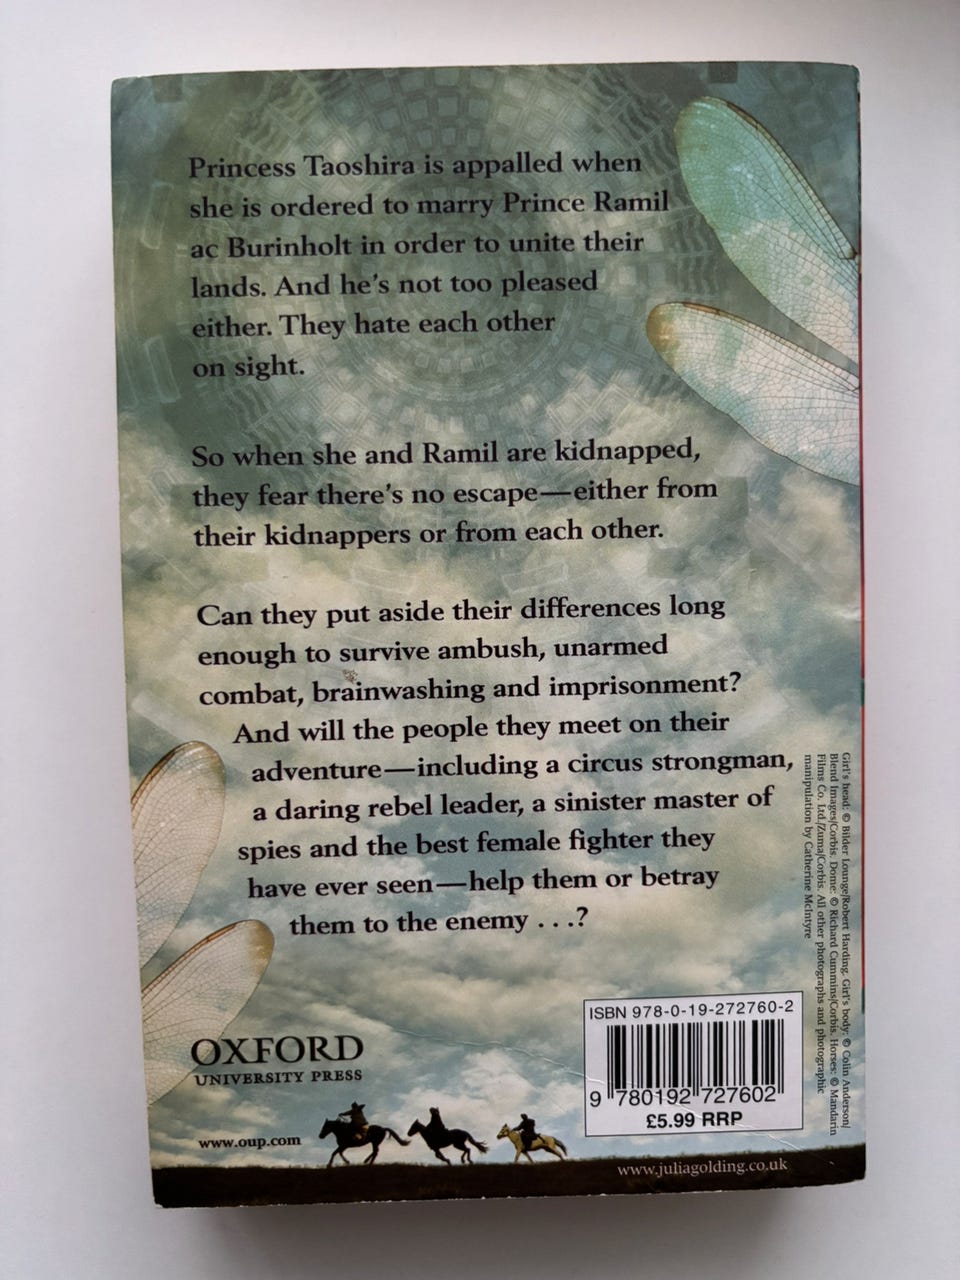 Princess Taoshira is appalled when
she is ordered to marry Prince Ramil
ac Burinholt in order to unite their
lands. And he's not too pleased
either. They hate each other
on sight.
So when she and Ramil are kidnapped,
they fear there's no escape—either from
their kidnappers or from each other.
Can they put aside their differences long
enough to survive ambush, unarmed
combat, brainwashing and imprisonment?
And will the people they meet on their
adventure—including a circus strongman,
a daring rebel leader, a sinister master of
spies and the best female fighter they
have ever seen—help them or betray
them to the enemy . . .?
Girl's head: © Bilder Lounge/Robert Harding. Girl's body: © Colin Anderson/
Blend Images/Corbis. Dome: © Richard Cummins/Corbis. Horses: © Mandarin
Films Co. Ltd./Zuma/Corbis. All other photographs and photographic
manipulation by Catherine McIntyre
OXFORD
UNIVERSITY PRESS
www.oup.com
ISBN 978-0-19-272760-2
9 780192 727602
£5.99 RRP
www.juliagolding.co.uk